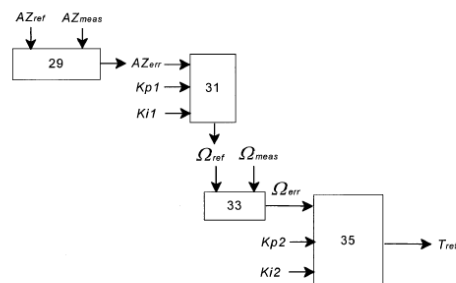 AZref AZmeas
29
AZerr
Kp1
Ki1
31
Ωref Ωmeas
33
Ωerr
Kp2
Ki2
35
Tref